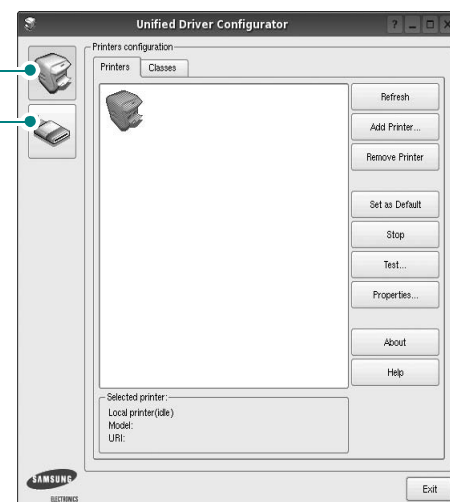 Unified Driver Configurator
Printers configuration
Printers
Classes
Refresh
Add Printer...
Remove Printer
Set as Default
Stop
Test...
Properties...
About
Help
Selected printer:
Local printer(idle)
Model:
URI:
SAMSUNG
ELECTRONICS
Exit